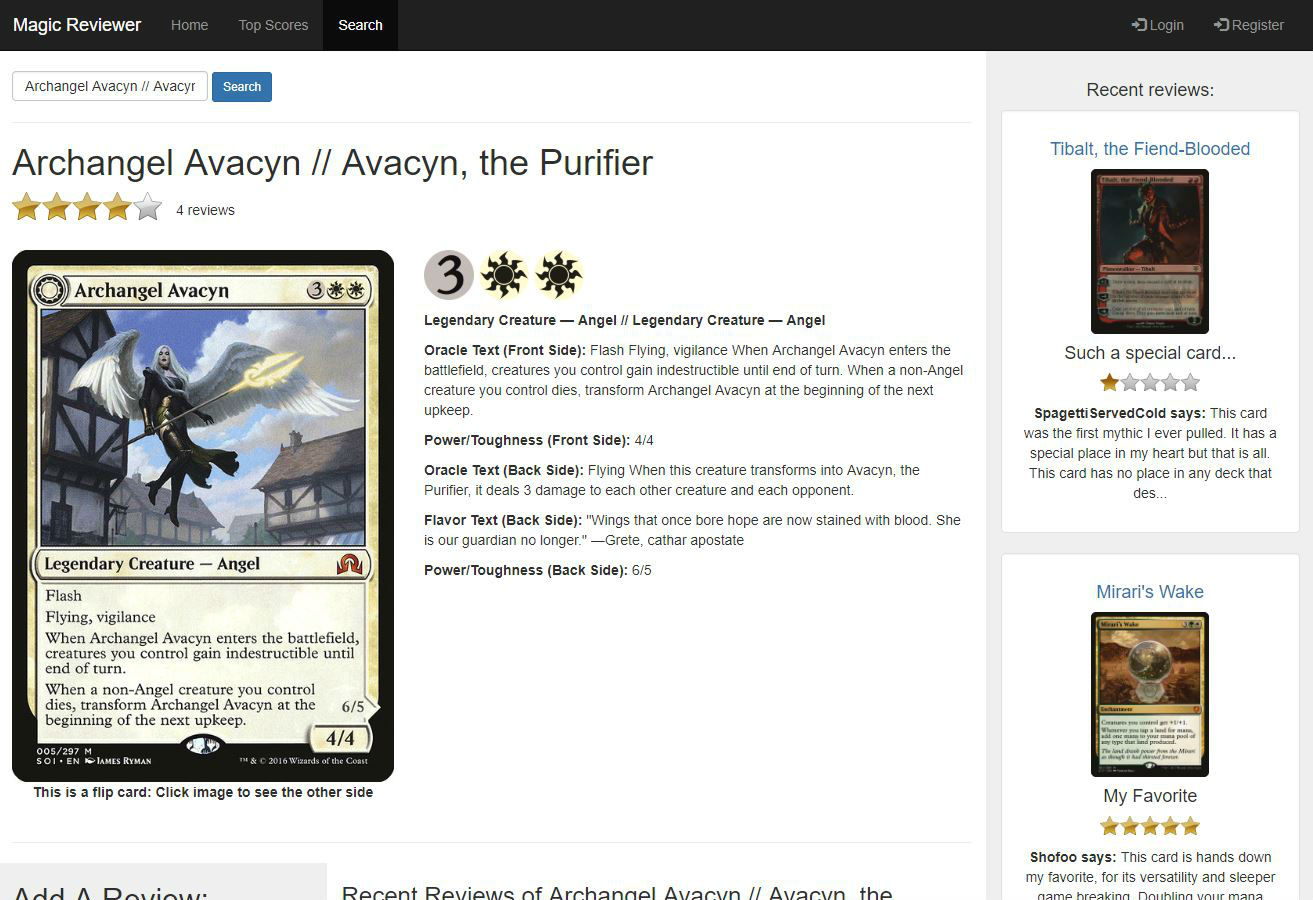 Magic Reviewer Home Top Scores Search Login Register
Archangel Avacyn // Avacyr Search
Archangel Avacyn // Avacyn, the Purifier
4 reviews
3
Legendary Creature — Angel // Legendary Creature — Angel
Oracle Text (Front Side): Flash Flying, vigilance When Archangel Avacyn enters the
battlefield, creatures you control gain indestructible until end of turn. When a non-Angel
creature you control dies, transform Archangel Avacyn at the beginning of the next
upkeep.
Power/Toughness (Front Side): 4/4
Oracle Text (Back Side): Flying When this creature transforms into Avacyn, the
Purifier, it deals 3 damage to each other creature and each opponent.
Flavor Text (Back Side): "Wings that once bore hope are now stained with blood. She
is our guardian no longer." —Grete, cathar apostate
Power/Toughness (Back Side): 6/5
Archangel Avacyn 3
Legendary Creature — Angel
Flash
Flying, vigilance
When Archangel Avacyn enters the battlefield,
creatures you control gain indestructible until
end of turn.
When a non-Angel creature you control
dies, transform Archangel Avacyn at the
beginning of the next upkeep.
6/5
4/4
005/297 M
SOI • EN James Ryman
™ & © 2016 Wizards of the Coast
This is a flip card: Click image to see the other side
Add A Review:
Recent Reviews of Archangel Avacyn // Avacyn, the
Recent reviews:
Tibalt, the Fiend-Blooded
Tibalt, the Fiend-Blooded
Planeswalker — Tibalt
Such a special card...
SpagettiServedCold says: This card
was the first mythic I ever pulled. It has a
special place in my heart but that is all.
This card has no place in any deck that
des...
Mirari's Wake
Mirari's Wake
Enchantment
Creatures you control get +1/+1.
Whenever you tap a land for mana,
add one mana to your mana pool of
any type that land produced.
The land drank power from the Mirari
as though it had thirsted forever.
My Favorite
Shofoo says: This card is hands down
my favorite, for its versatility and sleeper
game breaking. Doubling your mana